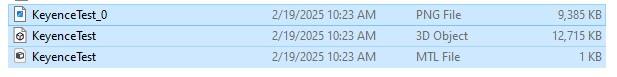 KeyenceTest_0 2/19/2025 10:23 AM PNG File 9,385 KB
KeyenceTest 2/19/2025 10:23 AM 3D Object 12,715 KB
KeyenceTest 2/19/2025 10:23 AM MTL File 1 KB